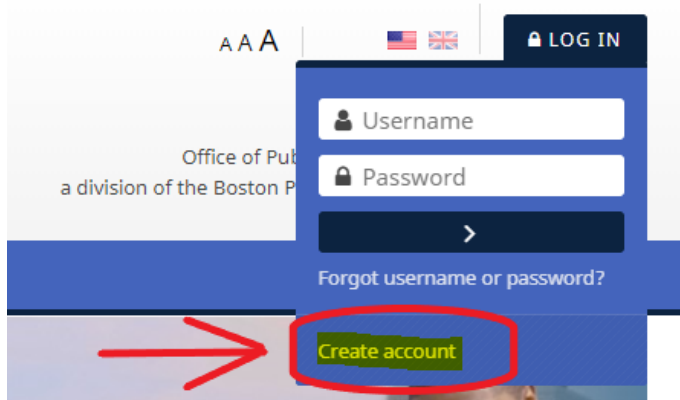 A A A
LOG IN
Username
Office of Pub
Password
a division of the Boston P
Forgot username or password?
Create account